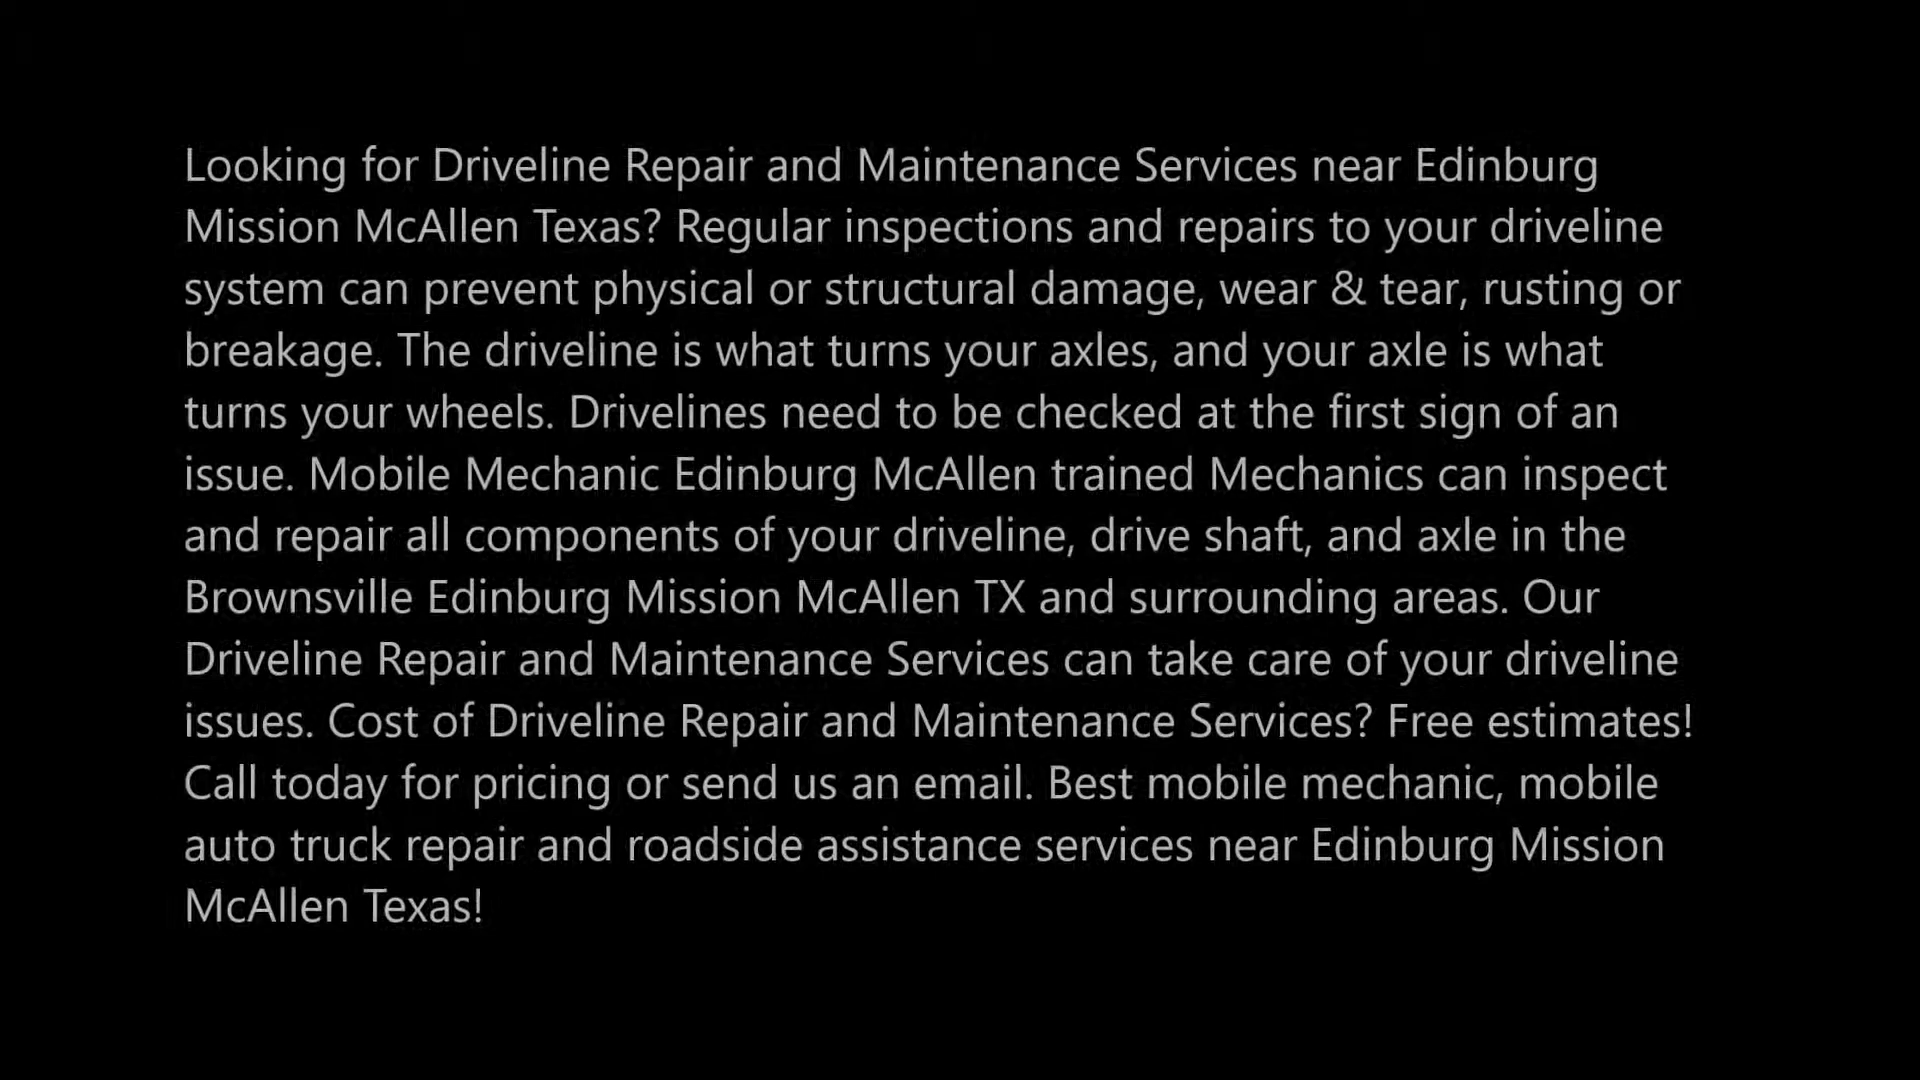 Looking for Driveline Repair and Maintenance Services near Edinburg
Mission McAllen Texas? Regular inspections and repairs to your driveline
system can prevent physical or structural damage, wear & tear, rusting or
breakage. The driveline is what turns your axles, and your axle is what
turns your wheels. Drivelines need to be checked at the first sign of an
issue. Mobile Mechanic Edinburg McAllen trained Mechanics can inspect
and repair all components of your driveline, drive shaft, and axle in the
Brownsville Edinburg Mission McAllen TX and surrounding areas. Our
Driveline Repair and Maintenance Services can take care of your driveline
issues. Cost of Driveline Repair and Maintenance Services? Free estimates!
Call today for pricing or send us an email. Best mobile mechanic, mobile
auto truck repair and roadside assistance services near Edinburg Mission
McAllen Texas!